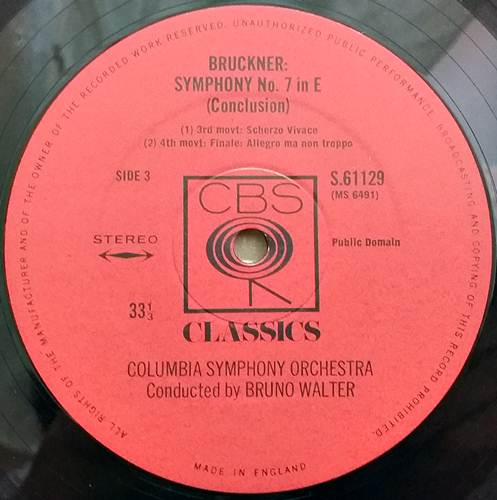 ALL RIGHTS OF THE MANUFACTURER AND OF THE OWNER OF THE RECORDED WORK RESERVED. UNAUTHORIZED PUBLIC PERFORMANCE, BROADCASTING AND COPYING OF THIS RECORD PROHIBITED.
BRUCKNER:
SYMPHONY No. 7 in E
(Conclusion)
(1) 3rd movt: Scherzo Vivace
(2) 4th movt: Finale: Allegro ma non troppo
SIDE 3
S.61129
(MS 6491)
CBS
STEREO
Public Domain
33⅓
CLASSICS
COLUMBIA SYMPHONY ORCHESTRA
Conducted by BRUNO WALTER
MADE IN ENGLAND